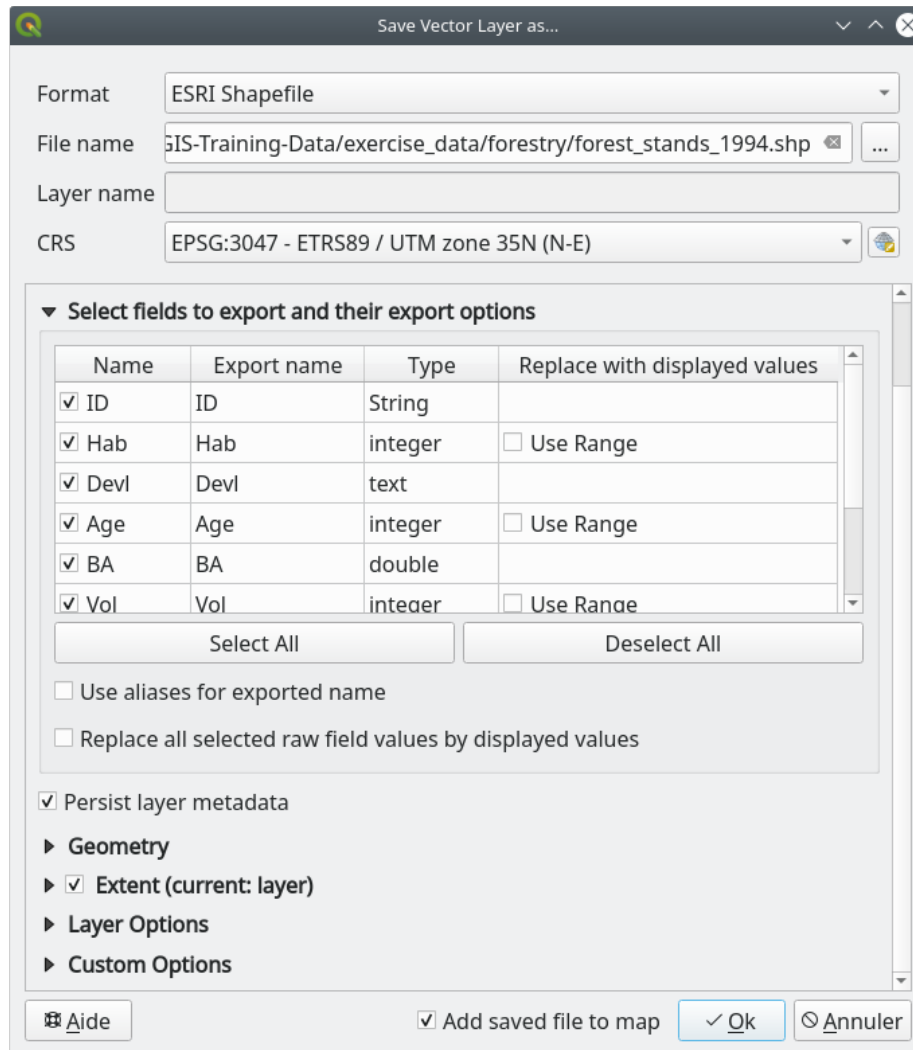 Save Vector Layer as...
Format ESRI Shapefile
File name GIS-Training-Data/exercise_data/forestry/forest_stands_1994.shp ...
Layer name
CRS EPSG:3047 - ETRS89 / UTM zone 35N (N-E)
Select fields to export and their export options
Name Export name Type Replace with displayed values
ID ID String
Hab Hab integer Use Range
Devl Devl text
Age Age integer Use Range
BA BA double
Vol Vol integer Use Range
Select All Deselect All
Use aliases for exported name
Replace all selected raw field values by displayed values
Persist layer metadata
Geometry
Extent (current: layer)
Layer Options
Custom Options
Aide Add saved file to map Ok Annuler